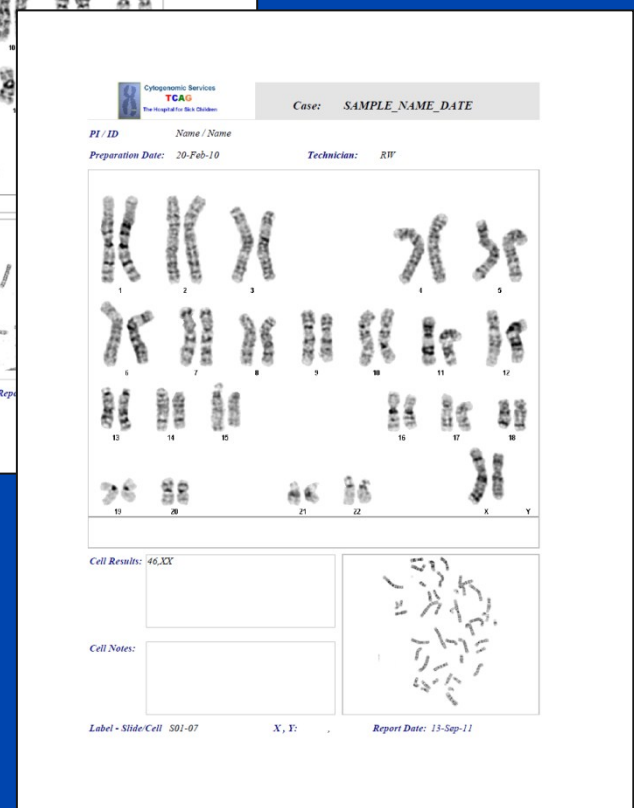 Cytogenomic Services
TCAG
The Hospital for Sick Children
Case: SAMPLE_NAME_DATE
PI / ID Name / Name
Preparation Date: 20-Feb-10 Technician: RW
1 2 3 4 5
6 7 8 9 10 11 12
13 14 15 16 17 18
19 20 21 22 X Y
Cell Results: 46,XX
Cell Notes:
Label - Slide/Cell S01-07 X , Y: , Report Date: 13-Sep-11
10